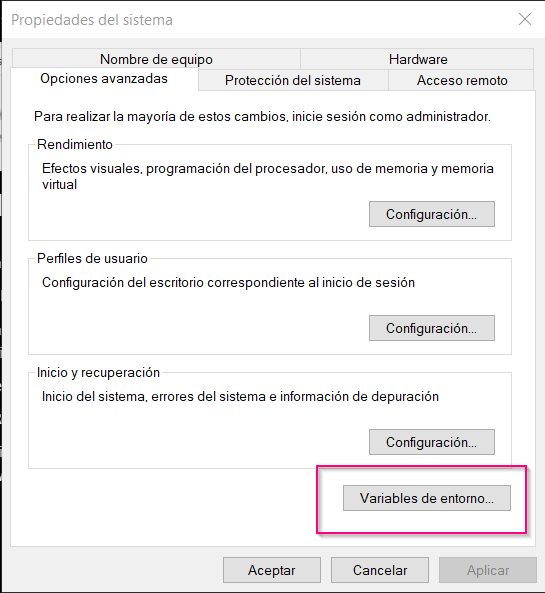 Propiedades del sistema
Nombre de equipo
Hardware
Opciones avanzadas
Protección del sistema
Acceso remoto
Para realizar la mayoría de estos cambios, inicie sesión como administrador.
Rendimiento
Efectos visuales, programación del procesador, uso de memoria y memoria
virtual
Configuración...
Perfiles de usuario
Configuración del escritorio correspondiente al inicio de sesión
Configuración...
Inicio y recuperación
Inicio del sistema, errores del sistema e información de depuración
Configuración...
Variables de entorno...
Aceptar
Cancelar
Aplicar